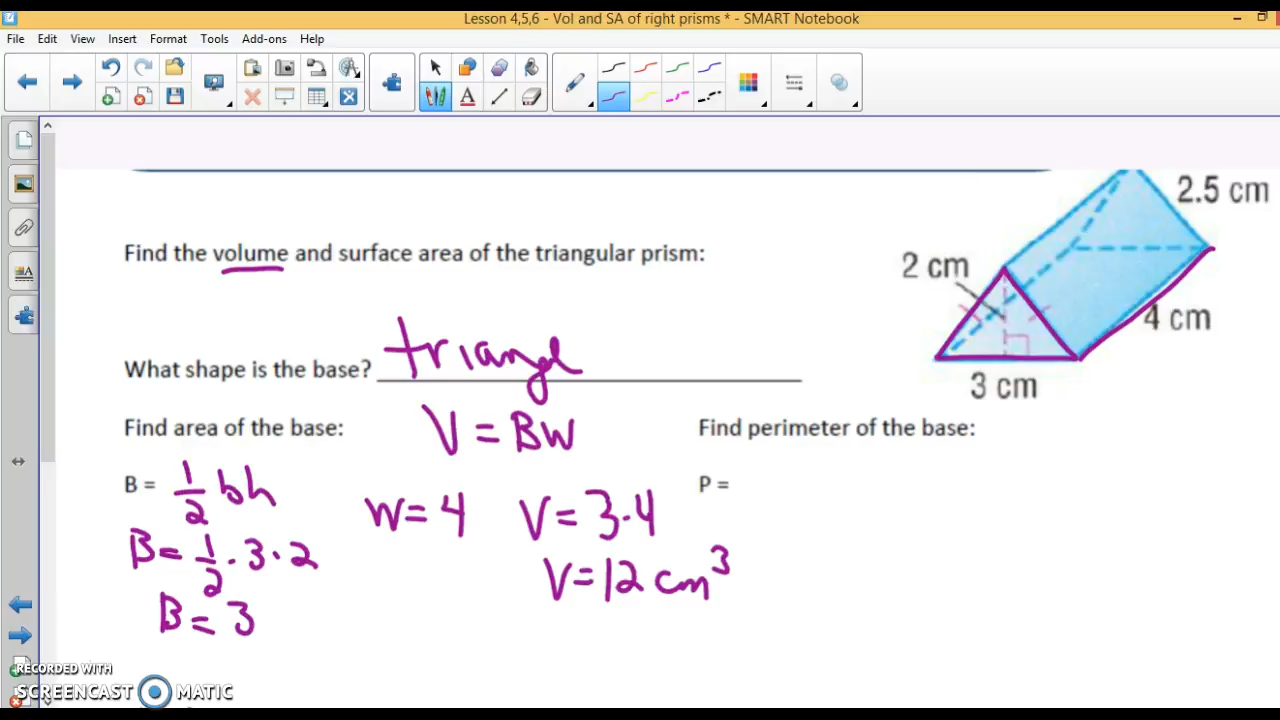 Lesson 4,5,6 - Vol and SA of right prisms * - SMART Notebook
File Edit View Insert Format Tools Add-ons Help
2.5 cm
Find the volume and surface area of the triangular prism:
2 cm
4 cm
3 cm
What shape is the base? triangle
V = BW
Find area of the base:
Find perimeter of the base:
B = 1/2 bh
W = 4
V = 3·4
P =
B = 1/2 · 3 · 2
V = 12 cm³
B = 3
RECORDED WITH
SCREENCAST MATIC